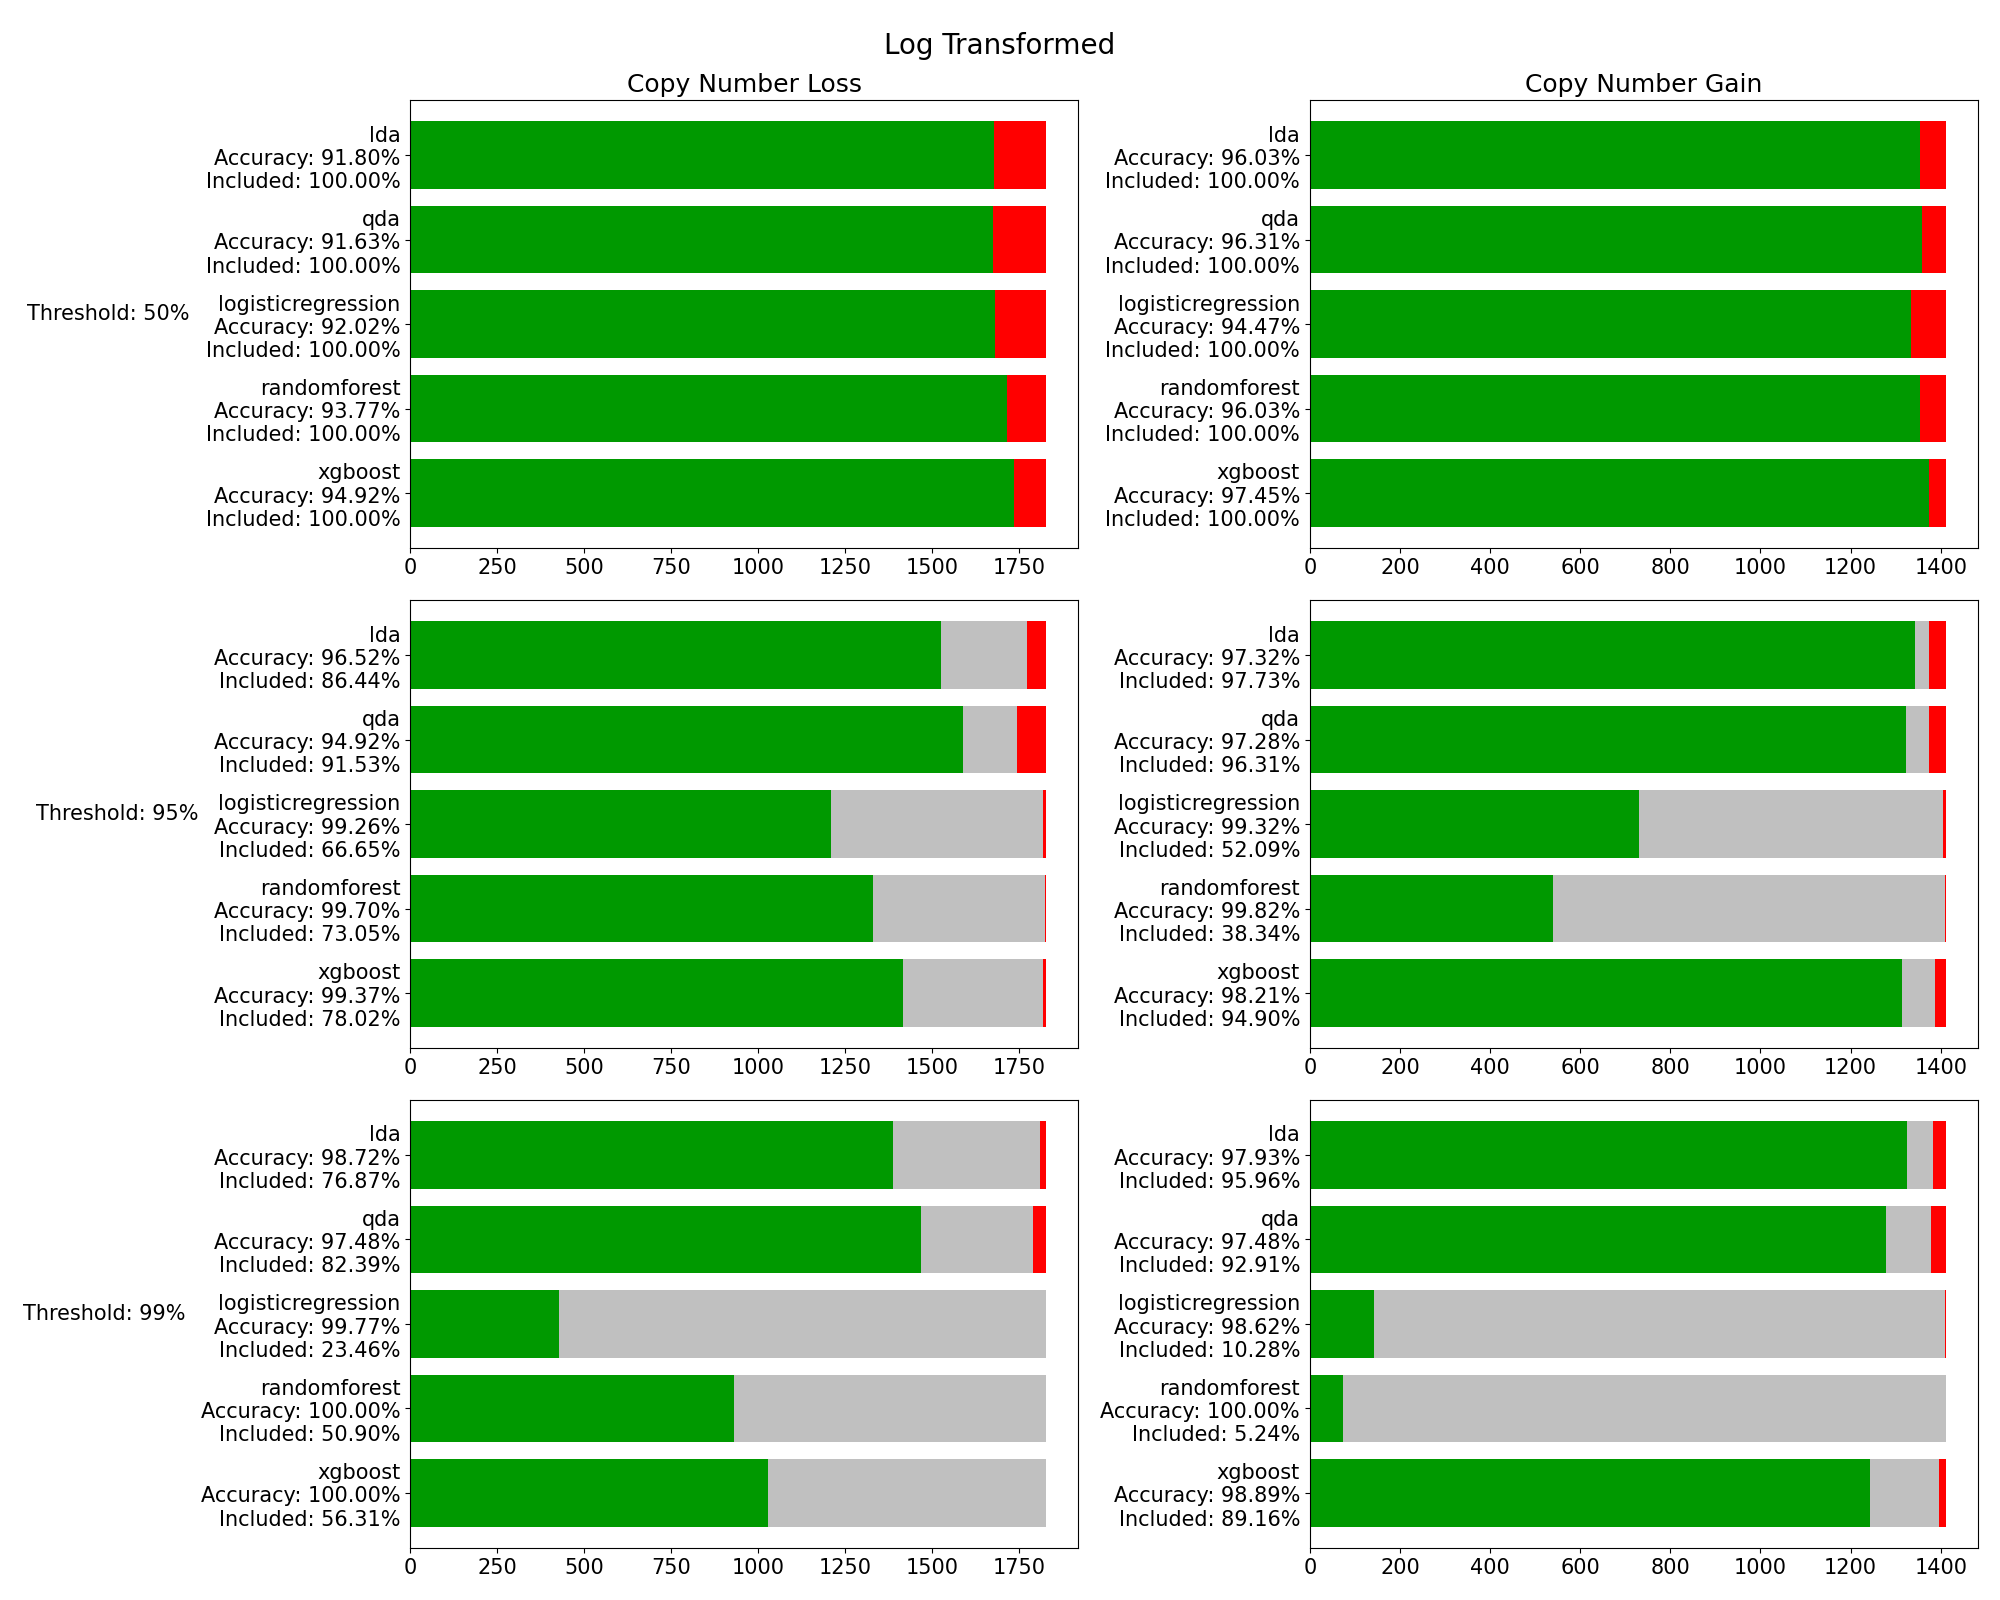 Log Transformed
Copy Number Loss
Copy Number Gain
Threshold: 50%
lda
Accuracy: 91.80%
Included: 100.00%
qda
Accuracy: 91.63%
Included: 100.00%
logisticregression
Accuracy: 92.02%
Included: 100.00%
randomforest
Accuracy: 93.77%
Included: 100.00%
xgboost
Accuracy: 94.92%
Included: 100.00%
0 250 500 750 1000 1250 1500 1750
lda
Accuracy: 96.03%
Included: 100.00%
qda
Accuracy: 96.31%
Included: 100.00%
logisticregression
Accuracy: 94.47%
Included: 100.00%
randomforest
Accuracy: 96.03%
Included: 100.00%
xgboost
Accuracy: 97.45%
Included: 100.00%
0 200 400 600 800 1000 1200 1400
Threshold: 95%
lda
Accuracy: 96.52%
Included: 86.44%
qda
Accuracy: 94.92%
Included: 91.53%
logisticregression
Accuracy: 99.26%
Included: 66.65%
randomforest
Accuracy: 99.70%
Included: 73.05%
xgboost
Accuracy: 99.37%
Included: 78.02%
0 250 500 750 1000 1250 1500 1750
lda
Accuracy: 97.32%
Included: 97.73%
qda
Accuracy: 97.28%
Included: 96.31%
logisticregression
Accuracy: 99.32%
Included: 52.09%
randomforest
Accuracy: 99.82%
Included: 38.34%
xgboost
Accuracy: 98.21%
Included: 94.90%
0 200 400 600 800 1000 1200 1400
Threshold: 99%
lda
Accuracy: 98.72%
Included: 76.87%
qda
Accuracy: 97.48%
Included: 82.39%
logisticregression
Accuracy: 99.77%
Included: 23.46%
randomforest
Accuracy: 100.00%
Included: 50.90%
xgboost
Accuracy: 100.00%
Included: 56.31%
0 250 500 750 1000 1250 1500 1750
lda
Accuracy: 97.93%
Included: 95.96%
qda
Accuracy: 97.48%
Included: 92.91%
logisticregression
Accuracy: 98.62%
Included: 10.28%
randomforest
Accuracy: 100.00%
Included: 5.24%
xgboost
Accuracy: 98.89%
Included: 89.16%
0 200 400 600 800 1000 1200 1400